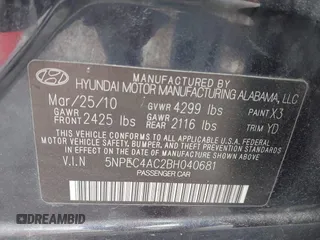 MANUFACTURED BY
HYUNDAI MOTOR MANUFACTURING ALABAMA, LLC
Mar/25/10 GVWR 4299 lbs PAINT X3
GAWR FRONT 2425 lbs GAWR REAR 2116 lbs TRIM YD
THIS VEHICLE CONFORMS TO ALL APPLICABLE U.S.
FEDERAL MOTOR VEHICLE SAFETY, BUMPER, AND THEFT
PREVENTION STANDARDS IN EFFECT ON THE DATE OF
MANUFACTURE SHOWN ABOVE.
V.I.N 5NPEC4AC2BH040681
PASSENGER CAR
DREAMBID